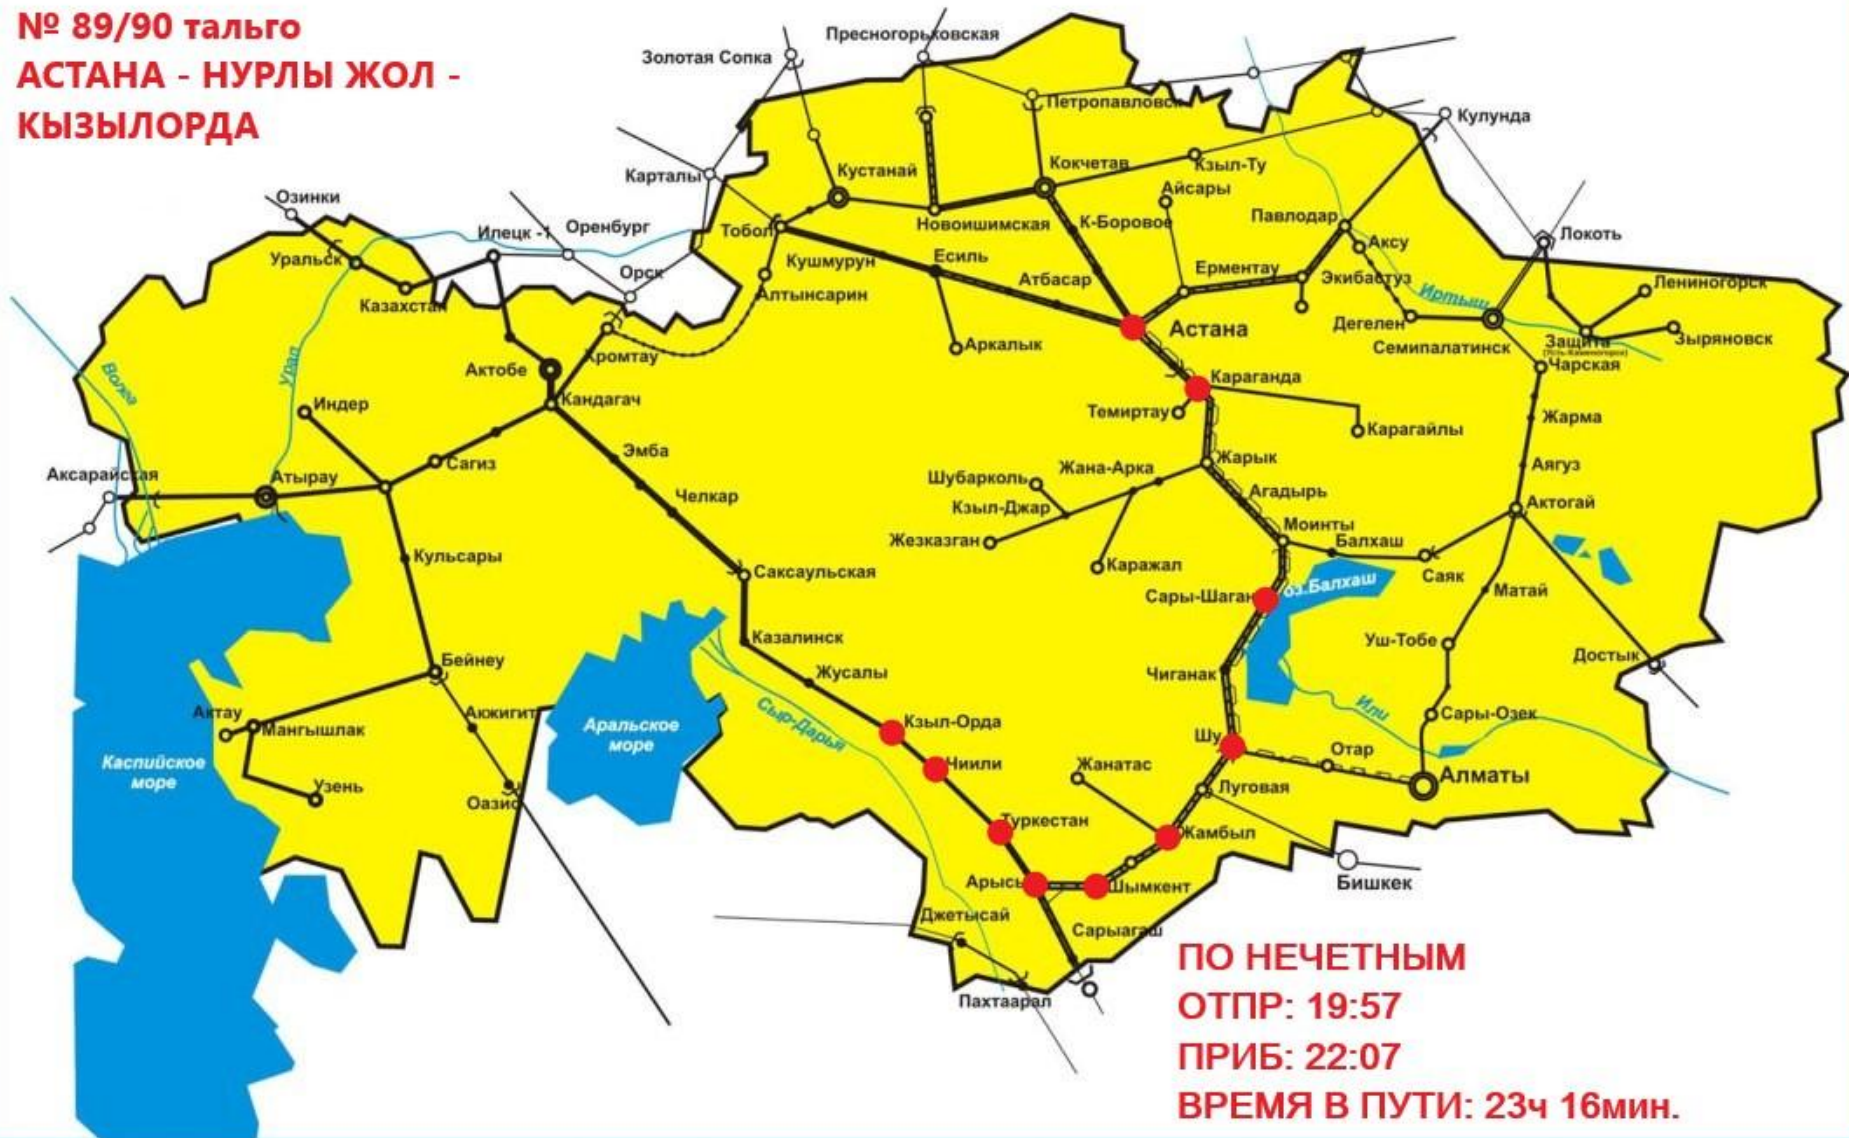 № 89/90 тальго
АСТАНА - НУРЛЫ ЖОЛ -
КЫЗЫЛОРДА
Пресногорьковская
Золотая Сопка
Петропавловск
Кулунда
Карталы
Кустанай
Кокчетав
Кзыл-Ту
Айсары
Озинки
Илецк -1
Оренбург
Тобол
Новоишимская
К-Боровое
Павлодар
Аксу
Локоть
Уральск
Орск
Кушмурун
Есиль
Атбасар
Ерментау
Экибастуз
Лениногорск
Казахстан
Алтынсарин
Иртыш
Волга
Урал
Хромтау
Аркалык
Астана
Дегелен
Семипалатинск
Защита
(Усть-Каменогорск)
Зыряновск
Чарская
Актобе
Кандагач
Караганда
Темиртау
Карагайлы
Жарма
Индер
Эмба
Сагиз
Шубарколь
Жана-Арка
Жарык
Аягуз
Аксарайская
Атырау
Челкар
Кзыл-Джар
Агадырь
Актогай
Жезказган
Моинты
Балхаш
Кульсары
Саксаульская
Каражал
Саяк
Сары-Шаган
оз.Балхаш
Матай
Казалинск
Уш-Тобе
Достык
Бейнеу
Жусалы
Чиганак
Актау
Мангышлак
Акжигит
Аральское
море
Сыр-Дарья
Кзыл-Орда
Или
Сары-Озек
Каспийское
море
Узень
Оазис
Чиили
Жанатас
Шу
Отар
Алматы
Луговая
Туркестан
Жамбыл
Арысь
Шымкент
Бишкек
Джетысай
Сарыагаш
Пахтаарал
ПО НЕЧЕТНЫМ
ОТПР: 19:57
ПРИБ: 22:07
ВРЕМЯ В ПУТИ: 23ч 16мин.